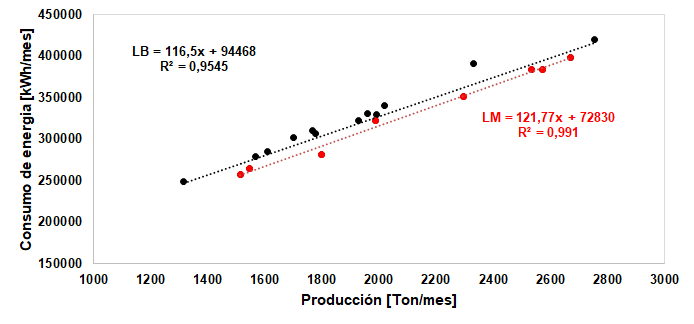 450000
400000
350000
300000
250000
200000
150000
Consumo de energia [kWh/mes]
LB = 116,5x + 94468
R² = 0,9545
LM = 121,77x + 72830
R² = 0,991
1000 1200 1400 1600 1800 2000 2200 2400 2600 2800 3000
Producción [Ton/mes]